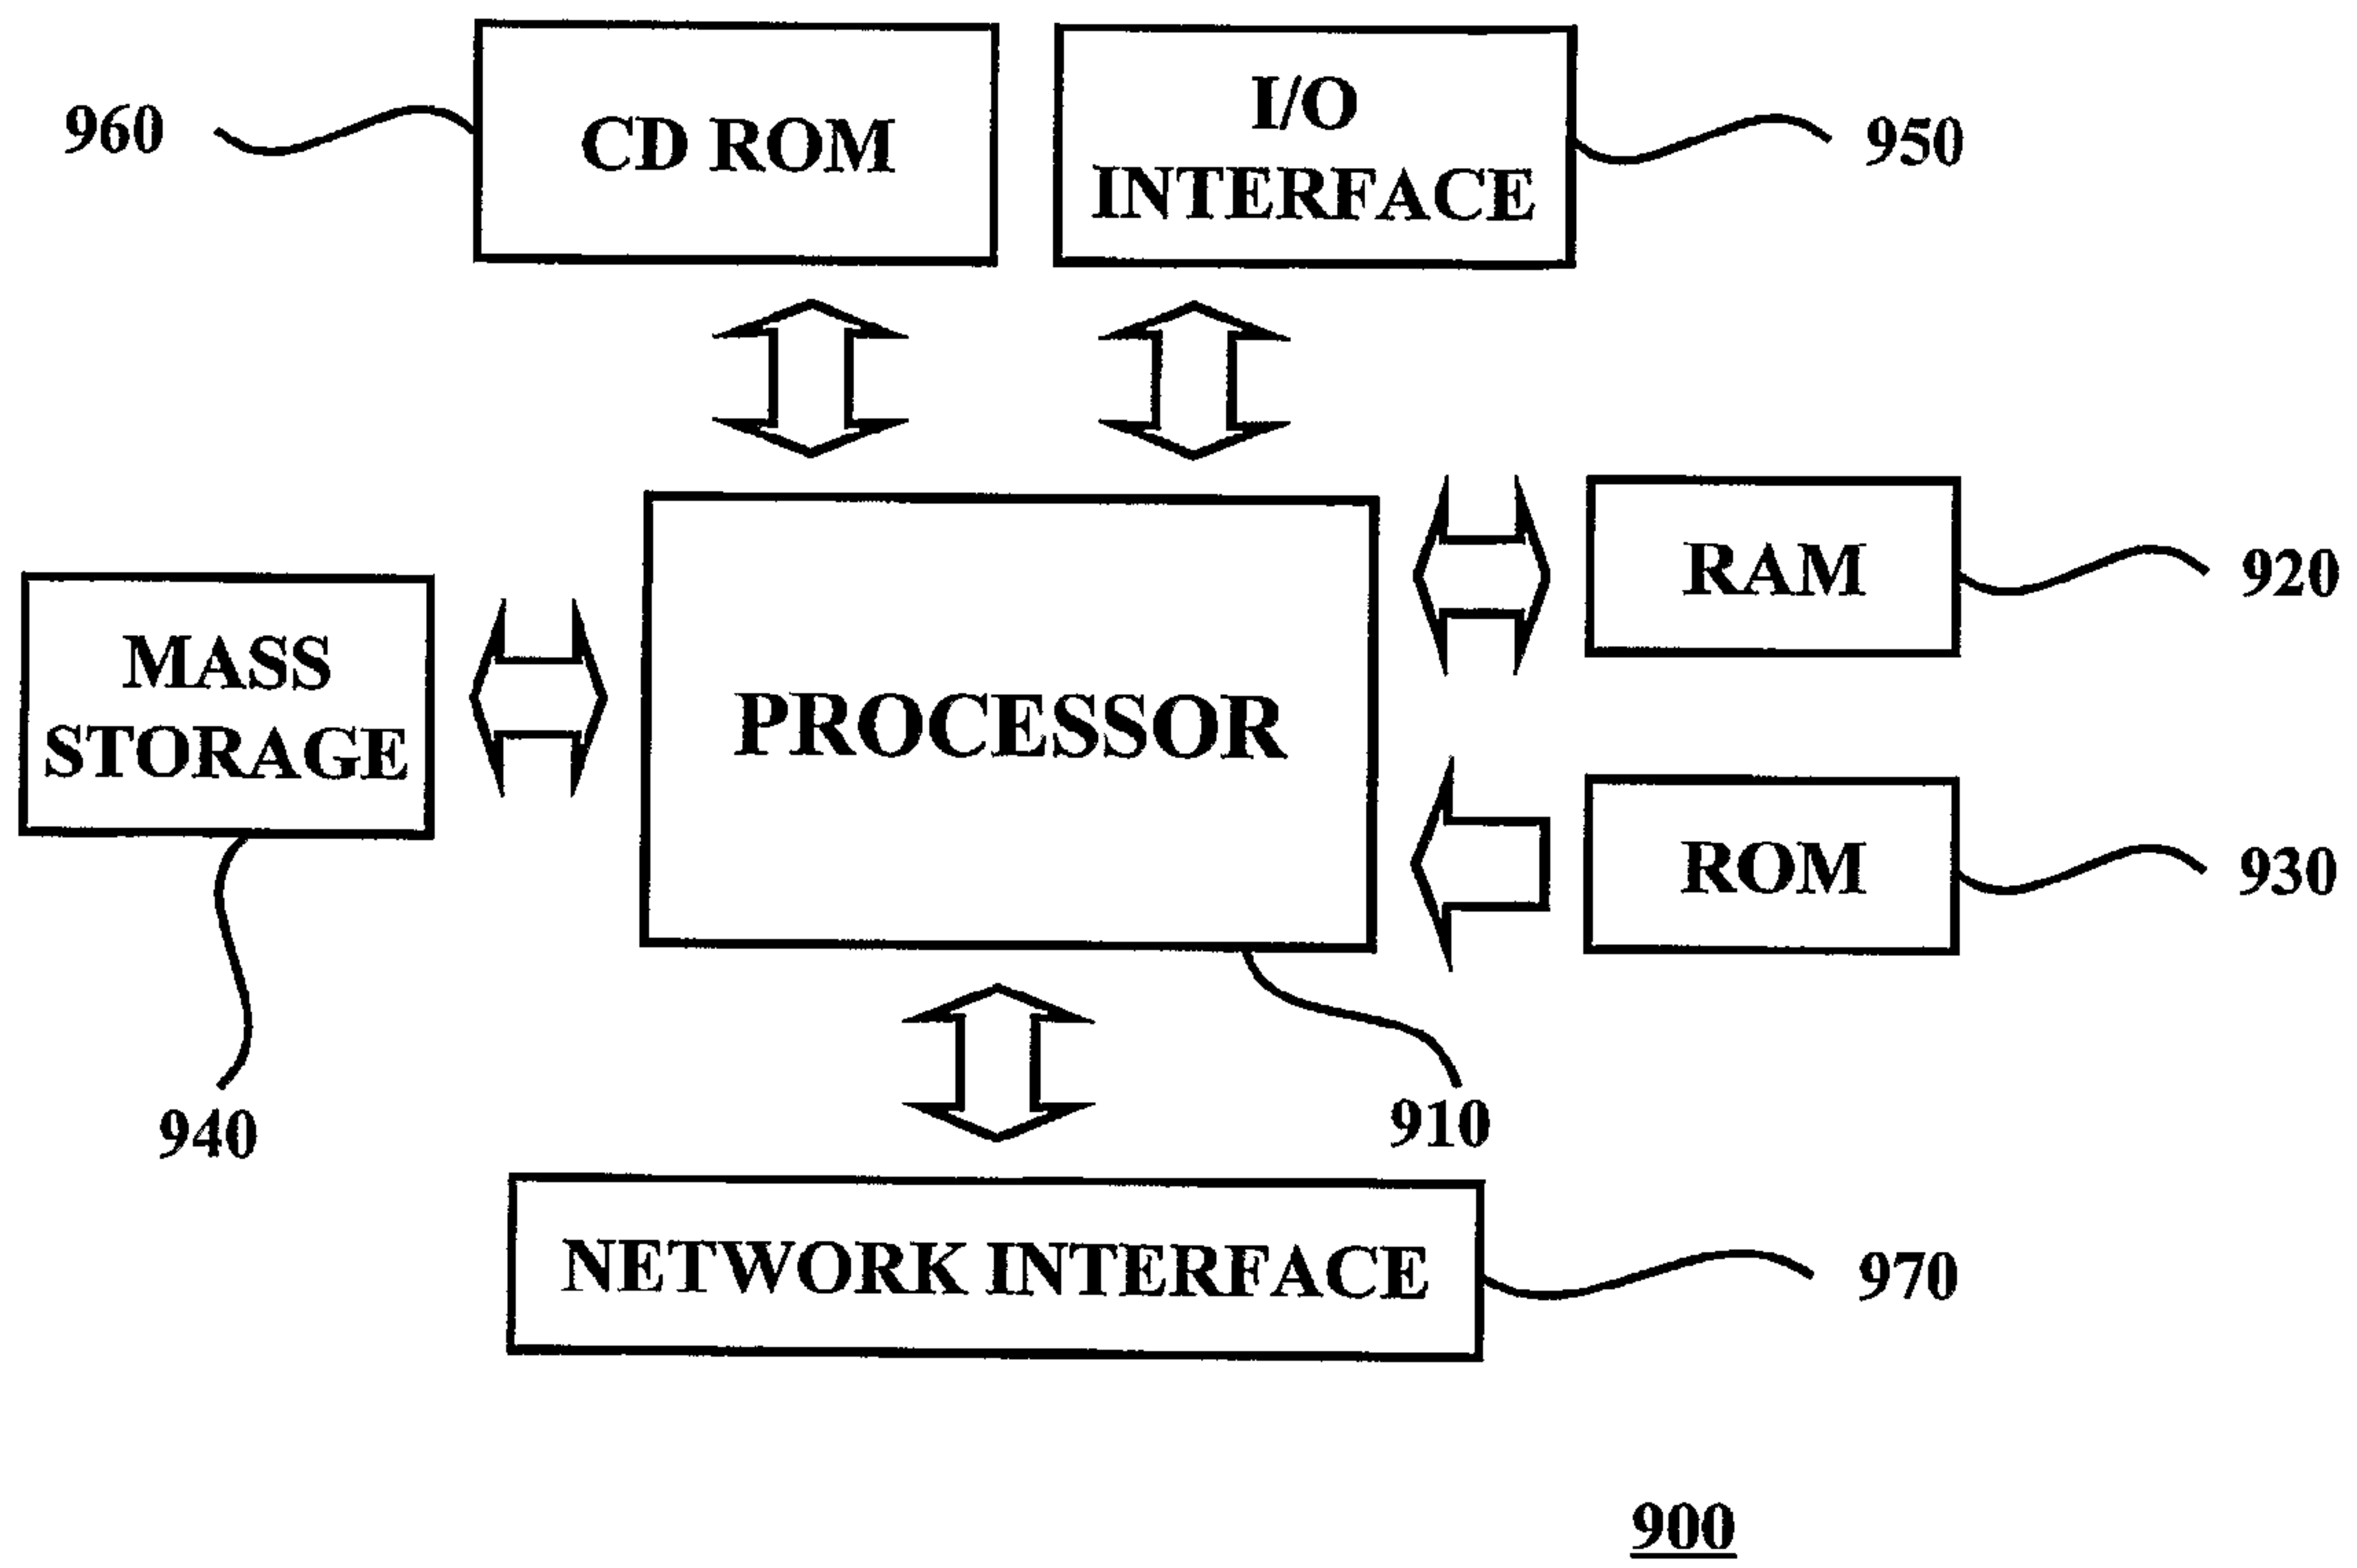 960
CD ROM
I/O
INTERFACE
950
MASS
STORAGE
PROCESSOR
RAM
920
ROM
930
940
910
NETWORK INTERFACE
970
900